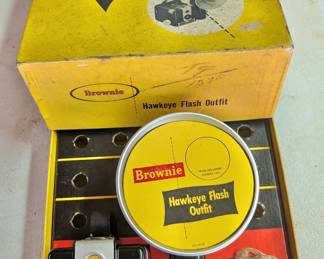 Brownie
Hawkeye Flash Outfit
Brownie
Hawkeye Flash
Outfit